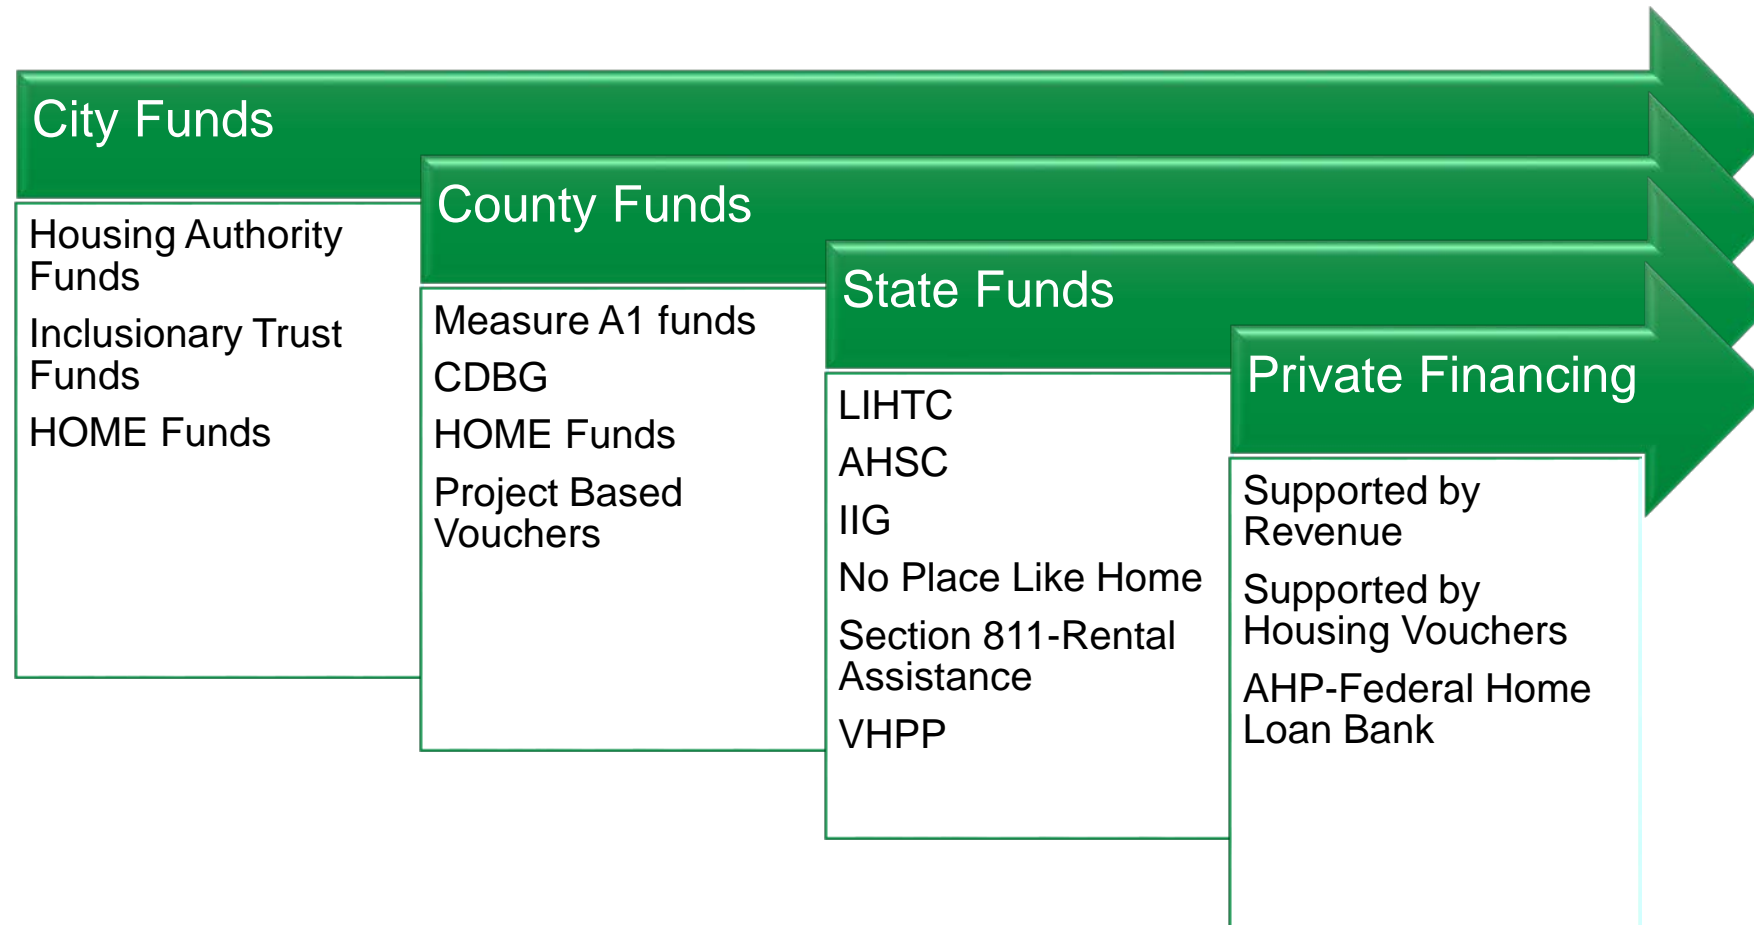 City Funds
Housing Authority
Funds
Inclusionary Trust
Funds
HOME Funds
County Funds
Measure A1 funds
CDBG
HOME Funds
Project Based
Vouchers
State Funds
LIHTC
AHSC
IIG
No Place Like Home
Section 811-Rental
Assistance
VHPP
Private Financing
Supported by
Revenue
Supported by
Housing Vouchers
AHP-Federal Home
Loan Bank